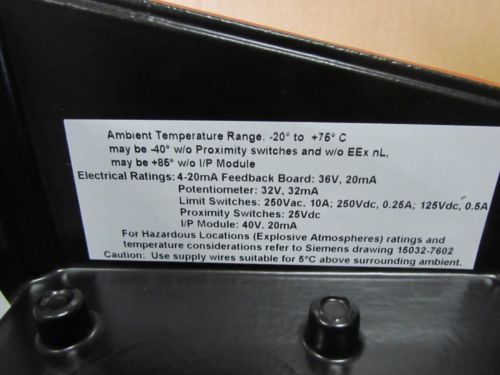 Ambient Temperature Range: -20° to +75° C
may be -40° w/o Proximity switches and w/o EEx nL,
may be +85° w/o I/P Module
Electrical Ratings: 4-20mA Feedback Board: 36V, 20mA
Potentiometer: 32V, 32mA
Limit Switches: 250Vac. 10A; 250Vdc, 0.25A; 125Vdc, 0.5A
Proximity Switches: 25Vdc
I/P Module: 40V. 20mA
For Hazardous Locations (Explosive Atmospheres) ratings and
temperature considerations refer to Siemens drawing 15032-7602
Caution: Use supply wires suitable for 5°C above surrounding ambient.